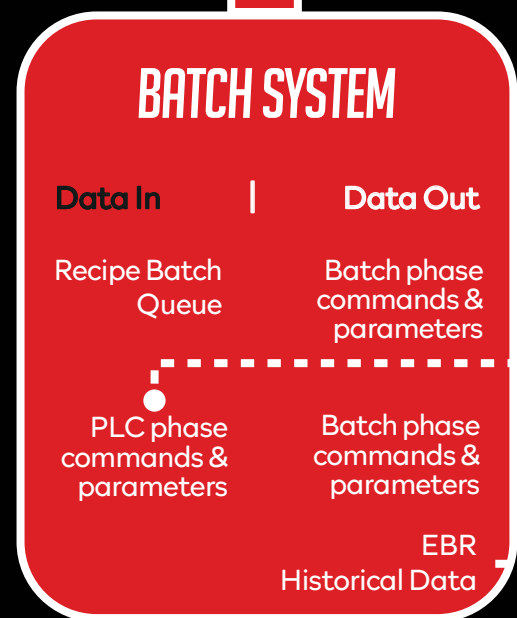 BATCH SYSTEM
Data In | Data Out
Recipe Batch
Queue
Batch phase
commands &
parameters
PLC phase
commands &
parameters
Batch phase
commands &
parameters
EBR
Historical Data